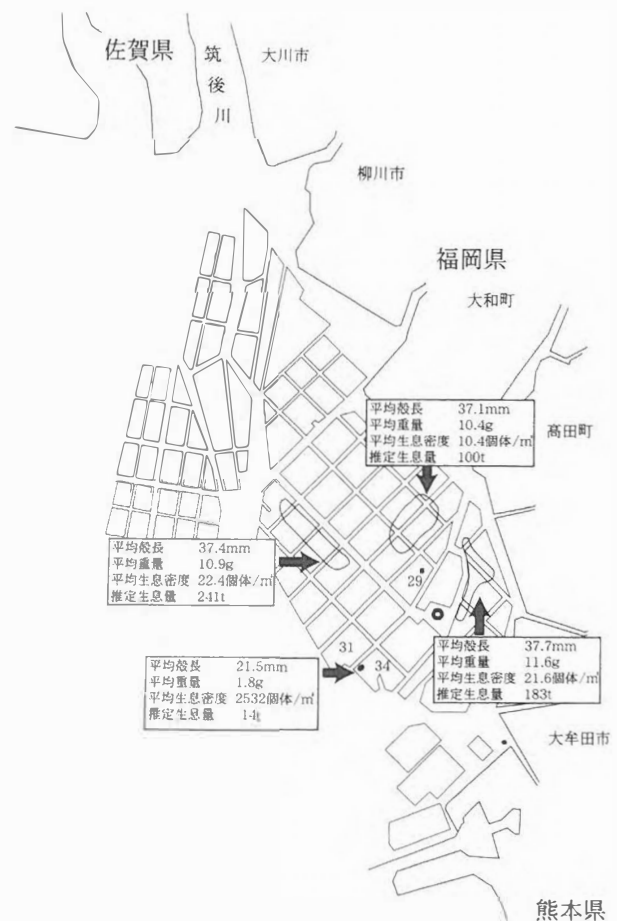 佐賀県
筑後川
大川市
柳川市
福岡県
大和町
平均殻長 37.1mm
平均重量 10.4g
平均生息密度 10.4個体/㎡
推定生息量 100t
高田町
平均殻長 37.4mm
平均重量 10.9g
平均生息密度 22.4個体/㎡
推定生息量 241t
29
31
34
平均殻長 37.7mm
平均重量 11.6g
平均生息密度 21.6個体/㎡
推定生息量 183t
平均殻長 21.5mm
平均重量 1.8g
平均生息密度 2532個体/㎡
推定生息量 14t
大牟田市
熊本県